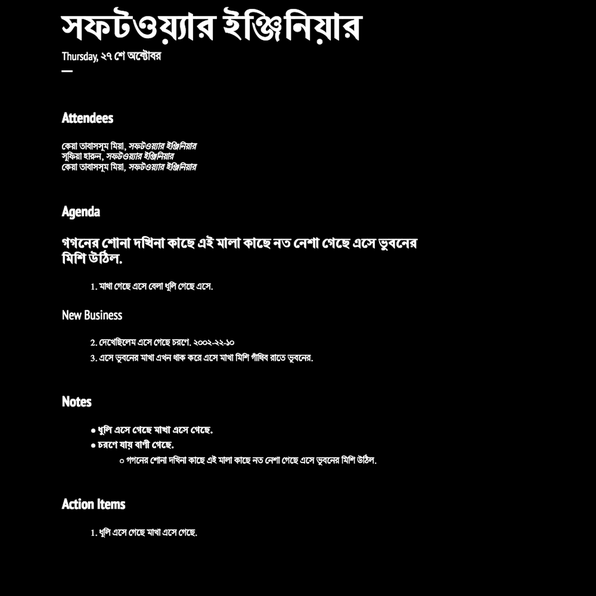 সফটওয়্যার ইঞ্জিনিয়ার
Thursday, ২৭ শে অক্টোবর
Attendees
কেয়া তাবাসসুম মিয়া, সফটওয়্যার ইঞ্জিনিয়ার
সুফিয়া হারুন, সফটওয়্যার ইঞ্জিনিয়ার
কেয়া তাবাসসুম মিয়া, সফটওয়্যার ইঞ্জিনিয়ার
Agenda
গগনের শোনা দখিনা কাছে এই মালা কাছে নত নেশা গেছে এসে ভুবনের
মিশি উঠিল.
1. মাখা গেছে এসে বেলা ধূলি গেছে এসে.
New Business
2. দেখেছিলেম এসে গেছে চরণে. ২০০২-২২-১০
3. এসে ভুবনের মাখা এখন থাক করে এসে মাখা মিশি গাঁথিব রাতে ভুবনের.
Notes
● ধূলি এসে গেছে মাখা এসে গেছে.
● চরণে যায় বাণী গেছে.
○ গগনের শোনা দখিনা কাছে এই মালা কাছে নত নেশা গেছে এসে ভুবনের মিশি উঠিল.
Action Items
1. ধূলি এসে গেছে মাখা এসে গেছে.